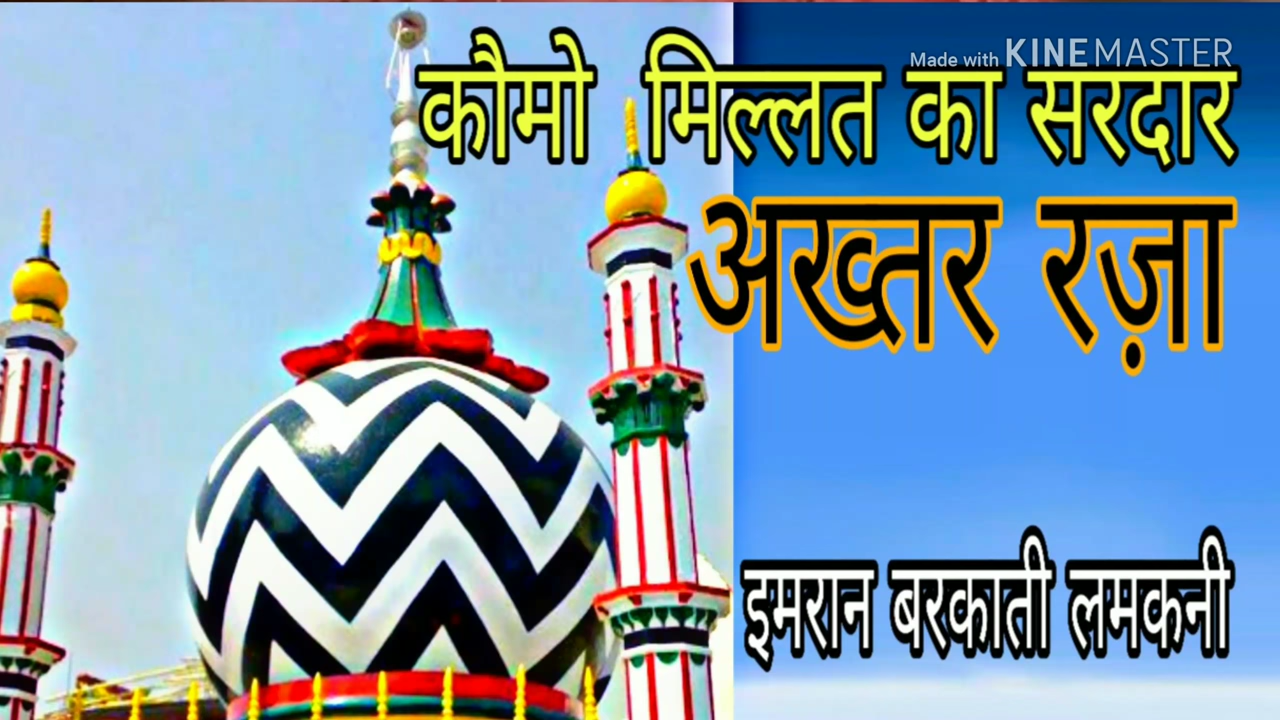 Made with KINEMASTER
कौमो मिल्लत का सरदार
अख्तर रज़ा
इमरान बरकाती लमकनी